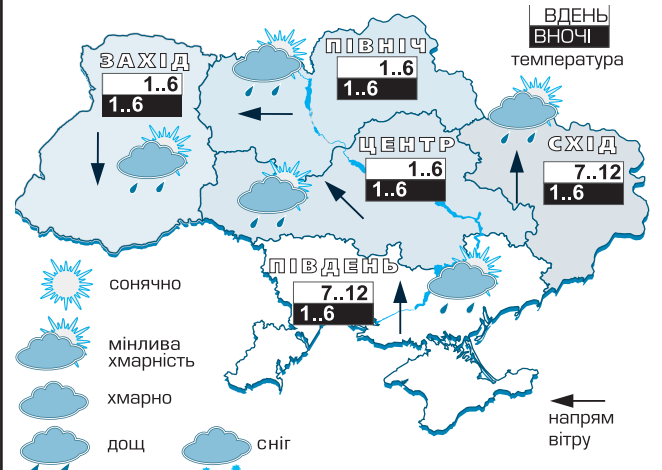 ВДЕНЬ
ВНОЧІ
температура
ЗАХІД
1..6
1..6
ПІВНІЧ
1..6
1..6
ЦЕНТР
1..6
1..6
СХІД
7..12
1..6
ПІВДЕНЬ
7..12
1..6
сонячно
мінлива
хмарність
хмарно
дощ
сніг
напрям
вітру